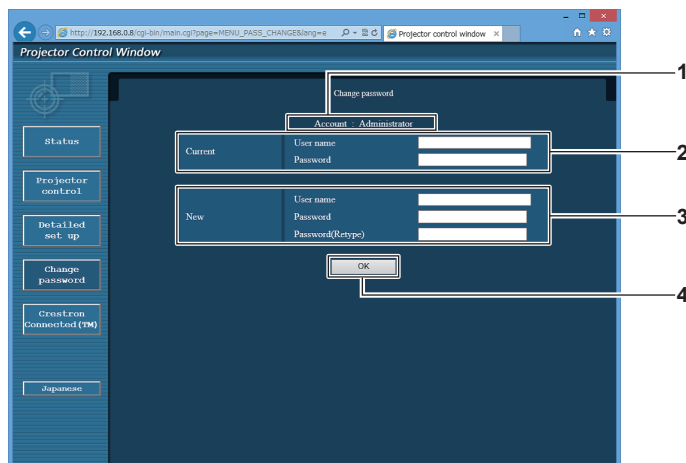 http://192.168.0.8/cgi-bin/main.cgi?page=MENU_PASS_CHANGE&lang=e
Projector control window
Projector Control Window
1
Change password
Account : Administrator
Status
Current
User name
Password
2
Projector
control
New
User name
Password
Password(Retype)
3
Detailed
set up
OK
Change
password
4
Crestron
Connected(TM)
Japanese